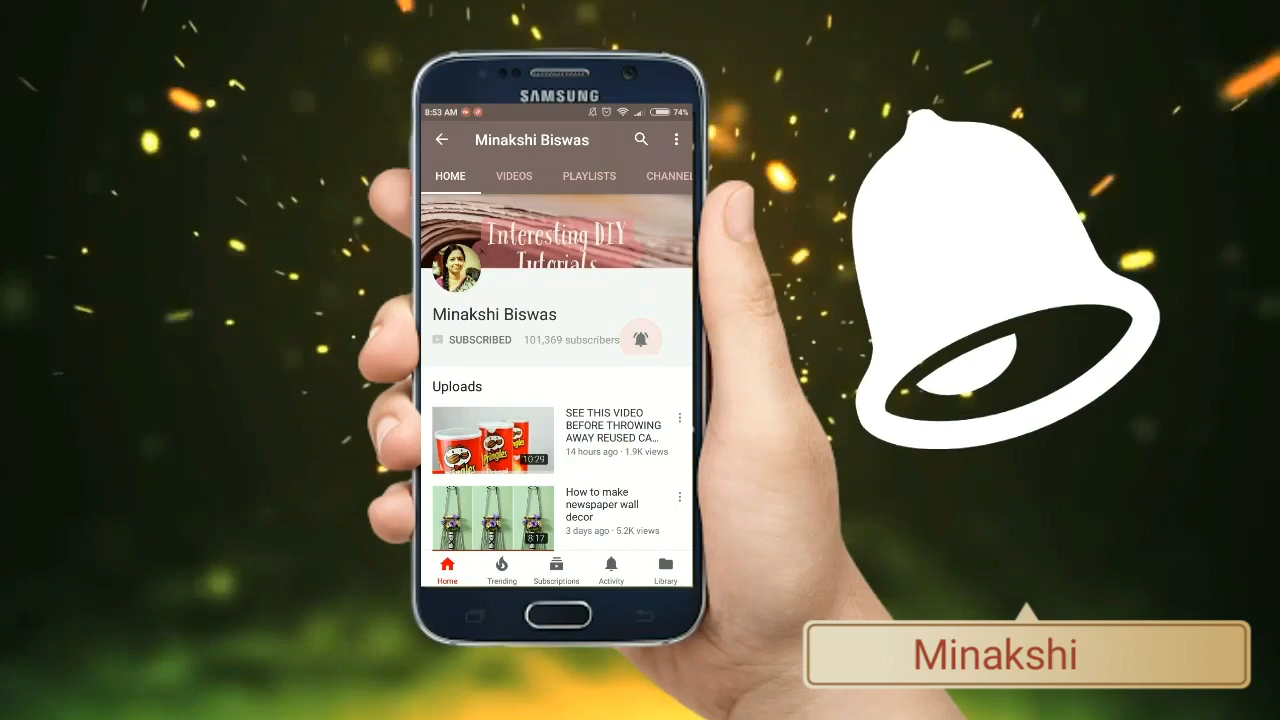 SAMSUNG
8:53 AM
74%
Minakshi Biswas
HOME VIDEOS PLAYLISTS CHANNEL
Interesting DIY
Tutorials
Minakshi Biswas
SUBSCRIBED 101,369 subscribers
Uploads
SEE THIS VIDEO
BEFORE THROWING
AWAY REUSED CA...
14 hours ago · 1.9K views
Pringles
Pringles
10:29
How to make
newspaper wall
decor
3 days ago · 5.2K views
8:17
Home Trending Subscriptions Activity Library
Minakshi